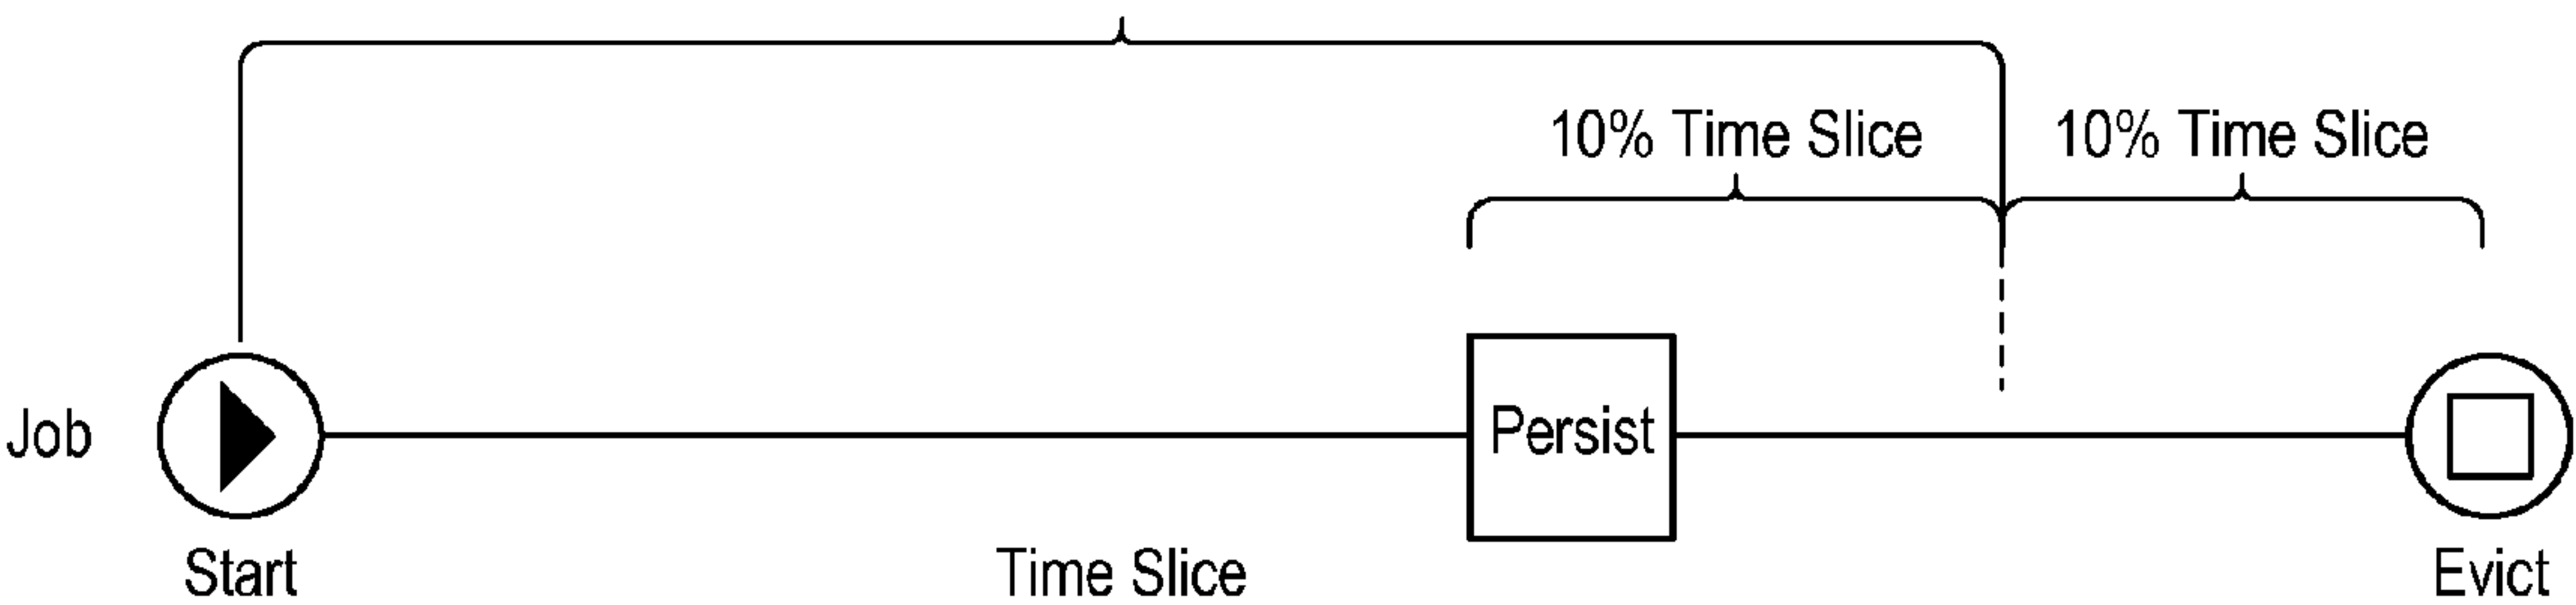 10% Time Slice 10% Time Slice
Job
Persist
Start
Time Slice
Evict